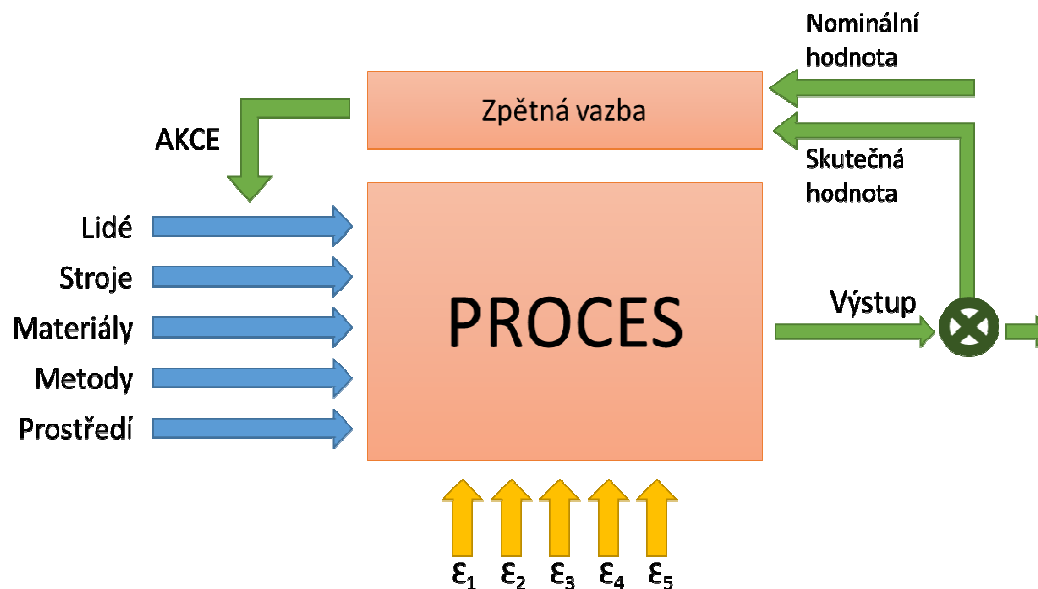 Nominální
hodnota
Zpětná vazba
AKCE
Skutečná
hodnota
Lidé
Stroje
Materiály
Metody
Prostředí
PROCES
Výstup
ε1 ε2 ε3 ε4 ε5